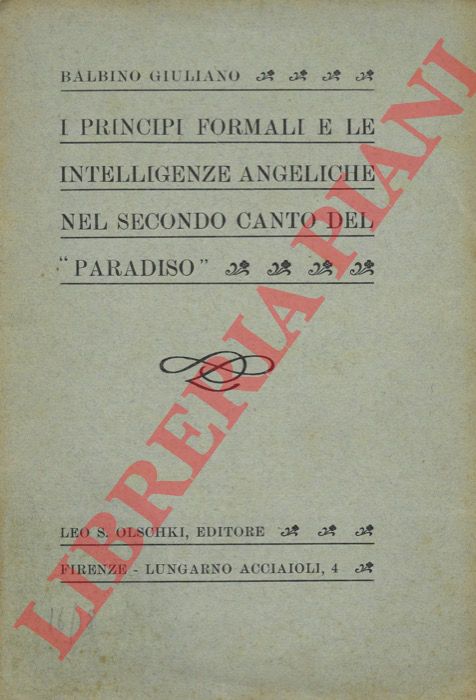 BALBINO GIULIANO
I PRINCIPI FORMALI E LE
INTELLIGENZE ANGELICHE
NEL SECONDO CANTO DEL
“PARADISO”
LEO S. OLSCHKI, EDITORE
FIRENZE - LUNGARNO ACCIAIOLI, 4
LIBRERIA PIANI